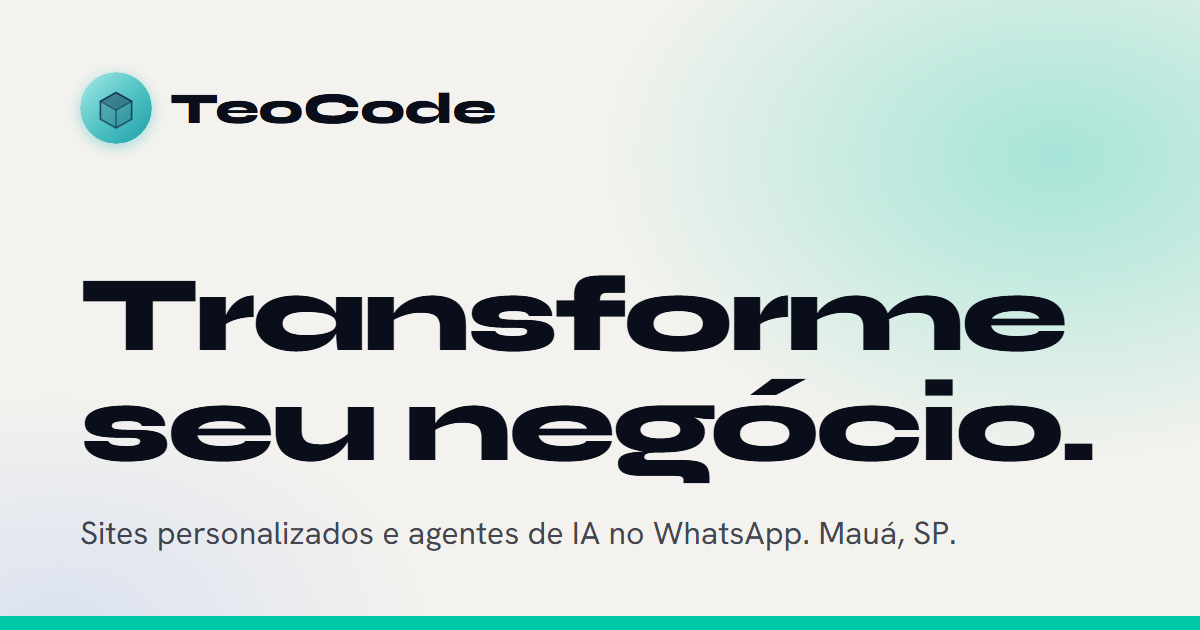 TeoCode
Transforme
seu negócio.
Sites personalizados e agentes de IA no WhatsApp. Mauá, SP.